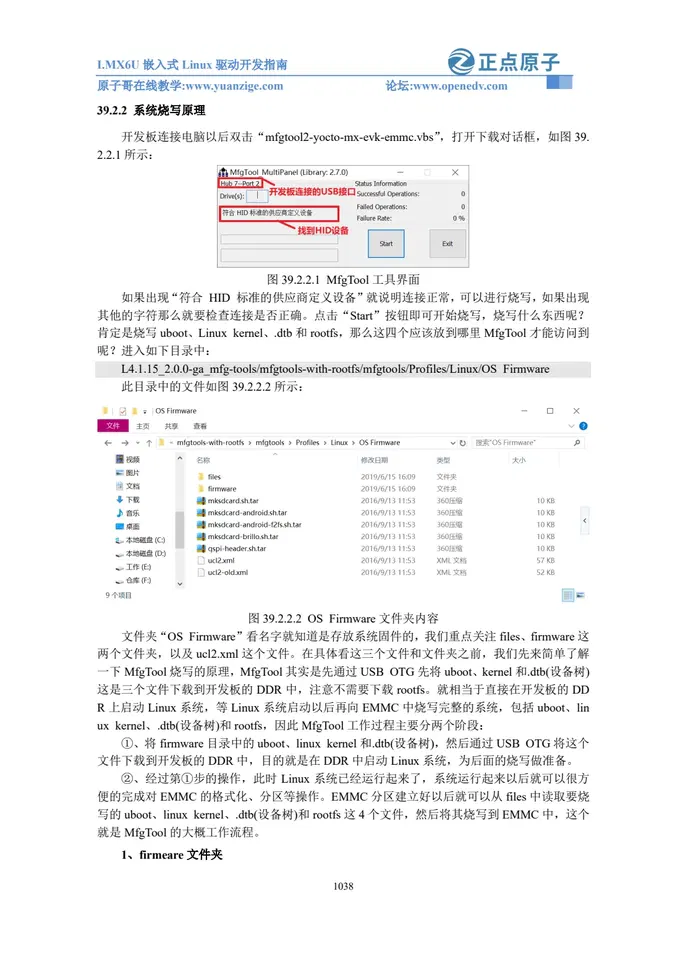 I.MX6U 嵌入式 Linux 驱动开发指南
正点原子
原子哥在线教学:www.yuanzige.com
论坛:www.openedv.com
39.2.2 系统烧写原理
开发板连接电脑以后双击“mfgtool2-yocto-mx-evk-emmc.vbs”，打开下载对话框，如图 39.
2.2.1 所示：
MfgTool_MultiPanel (Library: 2.7.0)
Hub 7--Port 2
开发板连接的USB接口
Status Information
Drive(s):
Successful Operations:
0
符合 HID 标准的供应商定义设备
Failed Operations:
0
Failure Rate:
0 %
找到HID设备
Start
Exit
图 39.2.2.1 MfgTool 工具界面
如果出现“符合 HID 标准的供应商定义设备”就说明连接正常，可以进行烧写，如果出现
其他的字符那么就要检查连接是否正确。点击“Start”按钮即可开始烧写，烧写什么东西呢？
肯定是烧写 uboot、Linux kernel、.dtb 和 rootfs，那么这四个应该放到哪里 MfgTool 才能访问到
呢？进入如下目录中：
L4.1.15_2.0.0-ga_mfg-tools/mfgtools-with-rootfs/mfgtools/Profiles/Linux/OS Firmware
此目录中的文件如图 39.2.2.2 所示：
OS Firmware
文件 主页 共享 查看
mfgtools-with-rootfs › mfgtools › Profiles › Linux › OS Firmware
搜索"OS Firmware"
视频
图片
文档
下载
音乐
桌面
本地磁盘 (C:)
本地磁盘 (D:)
工作 (E:)
仓库 (F:)
名称 修改日期 类型 大小
files 2019/6/15 16:09 文件夹
firmware 2019/6/15 16:09 文件夹
mksdcard.sh.tar 2016/9/13 11:53 360压缩 10 KB
mksdcard-android.sh.tar 2016/9/13 11:53 360压缩 10 KB
mksdcard-android-f2fs.sh.tar 2016/9/13 11:53 360压缩 10 KB
mksdcard-brillo.sh.tar 2016/9/13 11:53 360压缩 10 KB
qspi-header.sh.tar 2016/9/13 11:53 360压缩 10 KB
ucl2.xml 2016/9/13 11:53 XML 文档 57 KB
ucl2-old.xml 2016/9/13 11:53 XML 文档 52 KB
9 个项目
图 39.2.2.2 OS Firmware 文件夹内容
文件夹“OS Firmware”看名字就知道是存放系统固件的，我们重点关注 files、firmware 这
两个文件夹，以及 ucl2.xml 这个文件。在具体看这三个文件和文件夹之前，我们先来简单了解
一下 MfgTool 烧写的原理，MfgTool 其实是先通过 USB OTG 先将 uboot、kernel 和.dtb(设备树)
这是三个文件下载到开发板的 DDR 中，注意不需要下载 rootfs。就相当于直接在开发板的 DD
R 上启动 Linux 系统，等 Linux 系统启动以后再向 EMMC 中烧写完整的系统，包括 uboot、lin
ux kernel、.dtb(设备树)和 rootfs，因此 MfgTool 工作过程主要分两个阶段：
①、将 firmware 目录中的 uboot、linux kernel 和.dtb(设备树)，然后通过 USB OTG 将这个
文件下载到开发板的 DDR 中，目的就是在 DDR 中启动 Linux 系统，为后面的烧写做准备。
②、经过第①步的操作，此时 Linux 系统已经运行起来了，系统运行起来以后就可以很方
便的完成对 EMMC 的格式化、分区等操作。EMMC 分区建立好以后就可以从 files 中读取要烧
写的 uboot、linux kernel、.dtb(设备树)和 rootfs 这 4 个文件，然后将其烧写到 EMMC 中，这个
就是 MfgTool 的大概工作流程。
1、firmeare 文件夹
1038